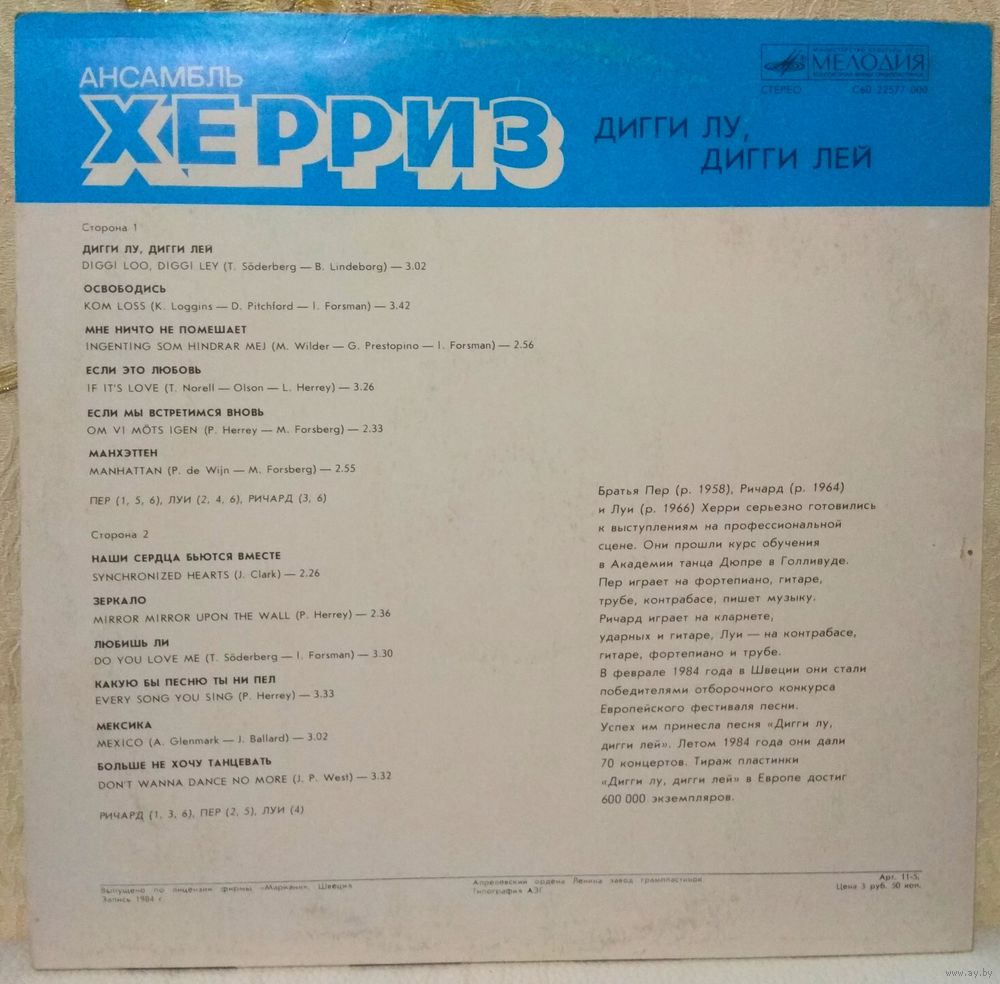 АНСАМБЛЬ
ХЕРРИЗ
ДИГГИ ЛУ,
ДИГГИ ЛЕЙ
МЕЛОДИЯ
СТЕРЕО С60 22577 000
Сторона 1
ДИГГИ ЛУ, ДИГГИ ЛЕЙ
DIGGI LOO, DIGGI LEY (T. Söderberg — B. Lindeborg) — 3.02
ОСВОБОДИСЬ
KOM LOSS (K. Loggins — D. Pitchford — I. Forsman) — 3.42
МНЕ НИЧТО НЕ ПОМЕШАЕТ
INGENTING SOM HINDRAR MEJ (M. Wilder — G. Prestopino — I. Forsman) — 2.56
ЕСЛИ ЭТО ЛЮБОВЬ
IF IT'S LOVE (T. Norell — Olson — L. Herrey) — 3.26
ЕСЛИ МЫ ВСТРЕТИМСЯ ВНОВЬ
OM VI MÖTS IGEN (P. Herrey — M. Forsberg) — 2.33
МАНХЭТТЕН
MANHATTAN (P. de Wijn — M. Forsberg) — 2.55
ПЕР (1, 5, 6), ЛУИ (2, 4, 6), РИЧАРД (3, 6)
Сторона 2
НАШИ СЕРДЦА БЬЮТСЯ ВМЕСТЕ
SYNCHRONIZED HEARTS (J. Clark) — 2.26
ЗЕРКАЛО
MIRROR MIRROR UPON THE WALL (P. Herrey) — 2.36
ЛЮБИШЬ ЛИ
DO YOU LOVE ME (T. Söderberg — I. Forsman) — 3.30
КАКУЮ БЫ ПЕСНЮ ТЫ НИ ПЕЛ
EVERY SONG YOU SING (P. Herrey) — 3.33
МЕКСИКА
MEXICO (A. Glenmark — J. Ballard) — 3.02
БОЛЬШЕ НЕ ХОЧУ ТАНЦЕВАТЬ
DON'T WANNA DANCE NO MORE (J. P. West) — 3.32
РИЧАРД (1, 3, 6), ПЕР (2, 5), ЛУИ (4)
Братья Пер (р. 1958), Ричард (р. 1964)
и Луи (р. 1966) Херри серьезно готовились
к выступлениям на профессиональной
сцене. Они прошли курс обучения
в Академии танца Дюпре в Голливуде.
Пер играет на фортепиано, гитаре,
трубе, контрабасе, пишет музыку.
Ричард играет на кларнете,
ударных и гитаре, Луи — на контрабасе,
гитаре, фортепиано и трубе.
В феврале 1984 года в Швеции они стали
победителями отборочного конкурса
Европейского фестиваля песни.
Успех им принесла песня «Дигги лу,
дигги лей». Летом 1984 года они дали
70 концертов. Тираж пластинки
«Дигги лу, дигги лей» в Европе достиг
600 000 экземпляров.
Выпущено по лицензии фирмы «Мариани», Швеция
Запись 1984 г.
Апрелевский ордена Ленина завод грампластинок
Типография АЗГ
Арт. 11-5.
Цена 3 руб. 50 коп.
www.ay.by